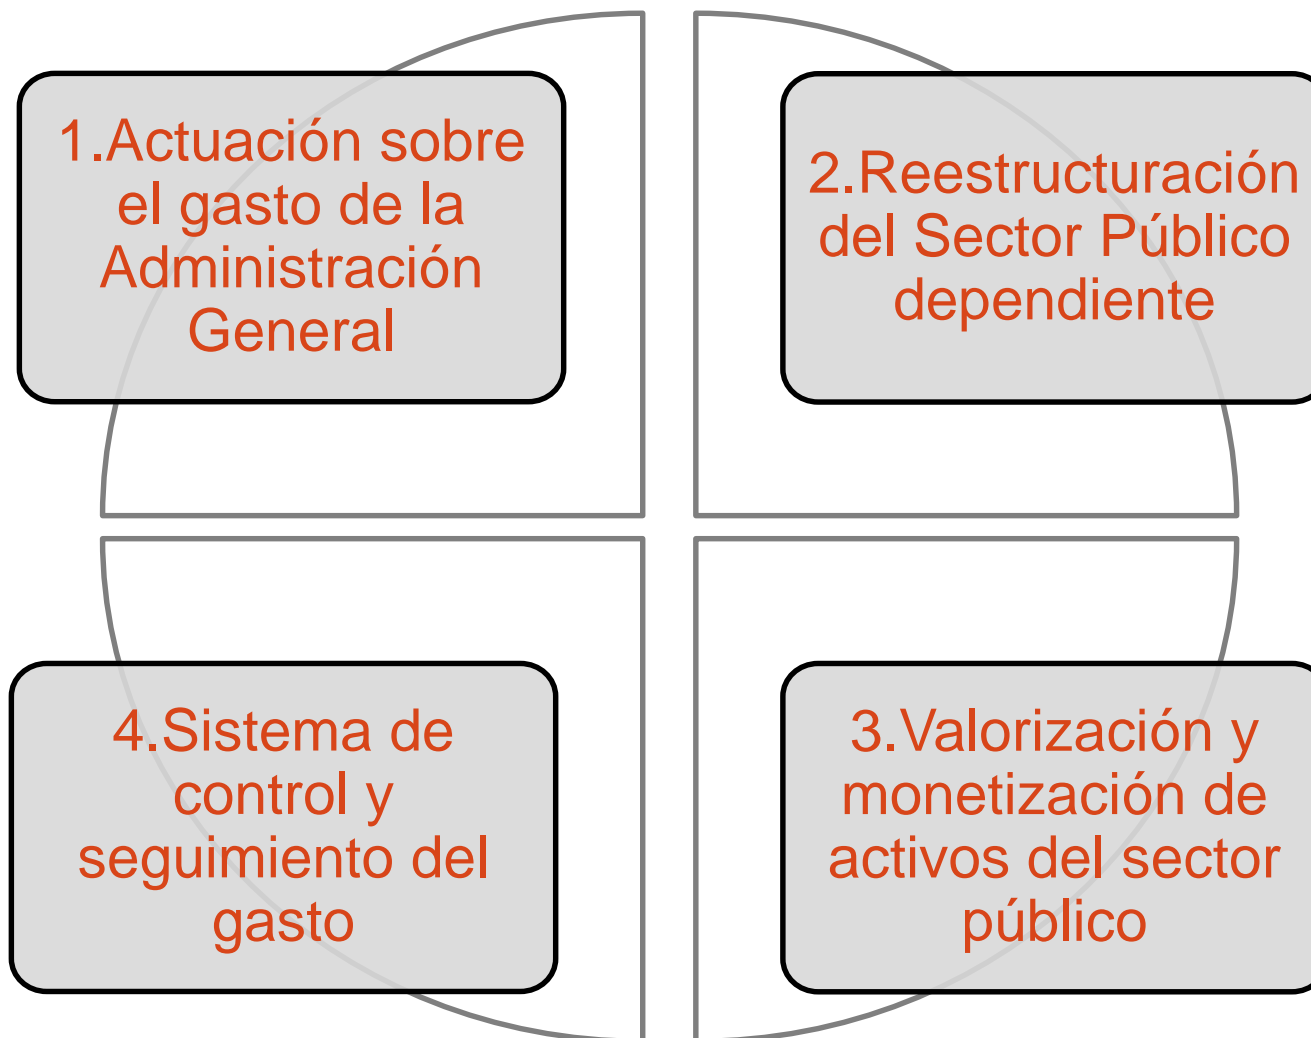 1.Actuación sobre
el gasto de la
Administración
General
2.Reestructuración
del Sector Público
dependiente
3.Valorización y
monetización de
activos del sector
público
4.Sistema de
control y
seguimiento del
gasto